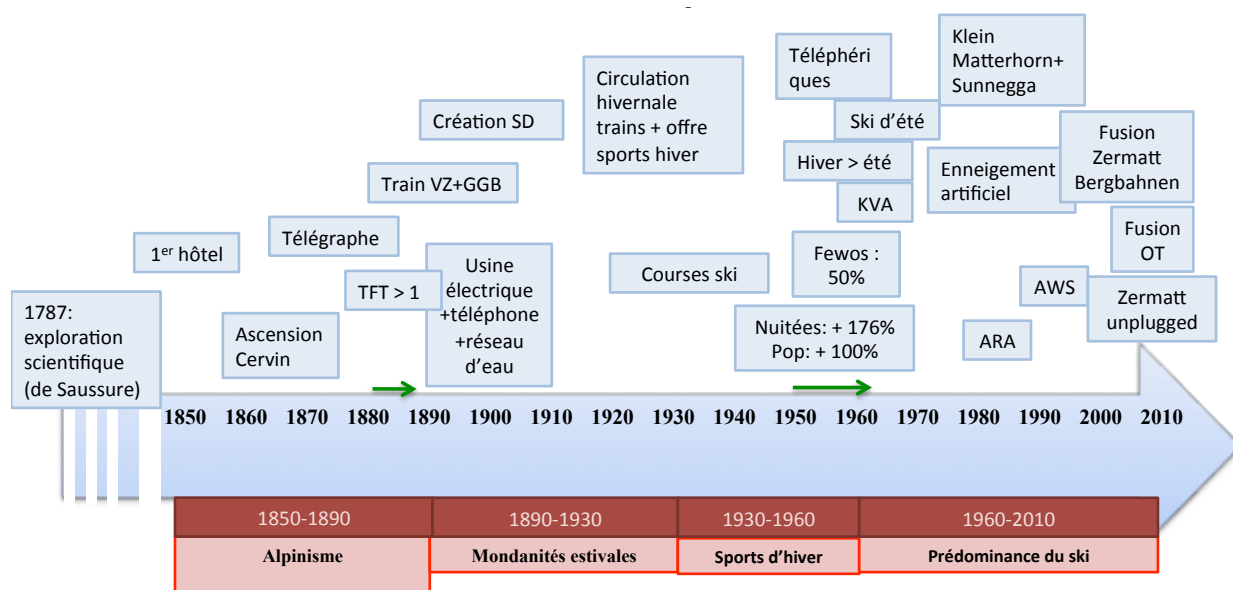 Téléphéri
ques
Klein
Matterhorn+
Sunnegga
Circulation
hivernale
trains + offre
sports hiver
Création SD
Ski d’été
Fusion
Zermatt
Bergbahnen
Hiver > été
Enneigement
artificiel
Train VZ+GGB
KVA
1er hôtel
Télégraphe
Fusion
OT
Usine
électrique
+téléphone
+réseau
d’eau
Courses ski
Fewos :
50%
TFT > 1
AWS
Zermatt
unplugged
1787:
exploration
scientifique
(de Saussure)
Ascension
Cervin
Nuitées: + 176%
Pop: + 100%
ARA
1850 1860 1870 1880 1890 1900 1910 1920 1930 1940 1950 1960 1970 1980 1990 2000 2010
1850-1890 1890-1930 1930-1960 1960-2010
Alpinisme Mondanités estivales Sports d’hiver Prédominance du ski